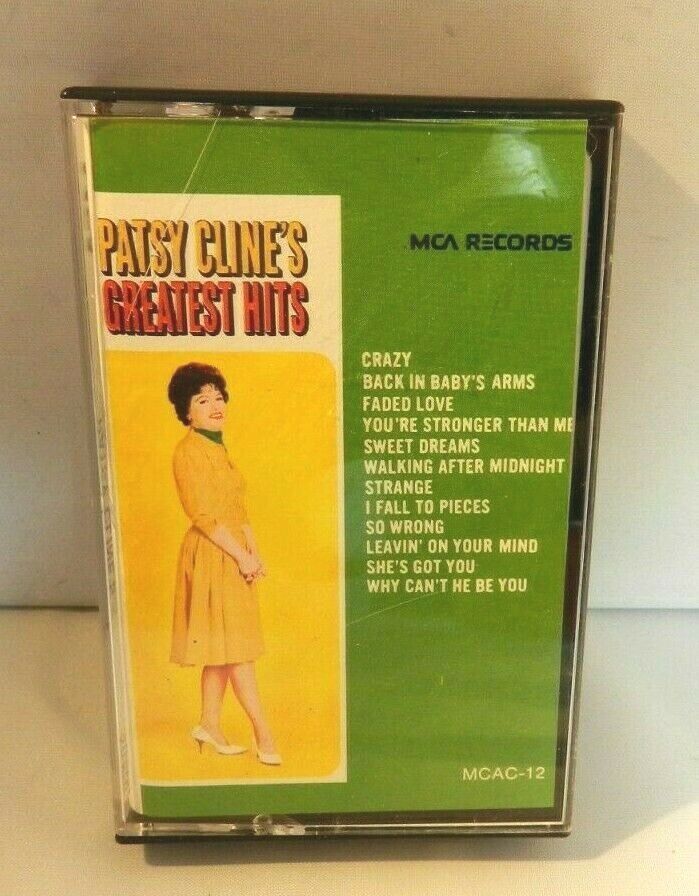 PATSY CLINE'S
GREATEST HITS
MCA RECORDS
CRAZY
BACK IN BABY'S ARMS
FADED LOVE
YOU'RE STRONGER THAN ME
SWEET DREAMS
WALKING AFTER MIDNIGHT
STRANGE
I FALL TO PIECES
SO WRONG
LEAVIN' ON YOUR MIND
SHE'S GOT YOU
WHY CAN'T HE BE YOU
MCAC-12